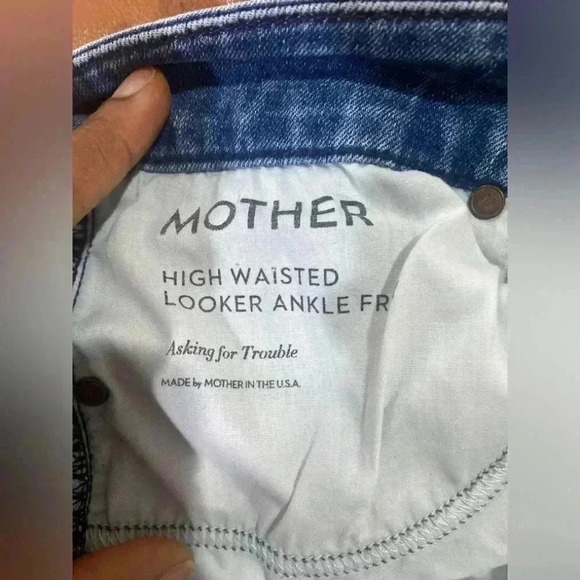 MOTHER
HIGH WAISTED
LOOKER ANKLE FR
Asking for Trouble
MADE by MOTHER IN THE U.S.A.